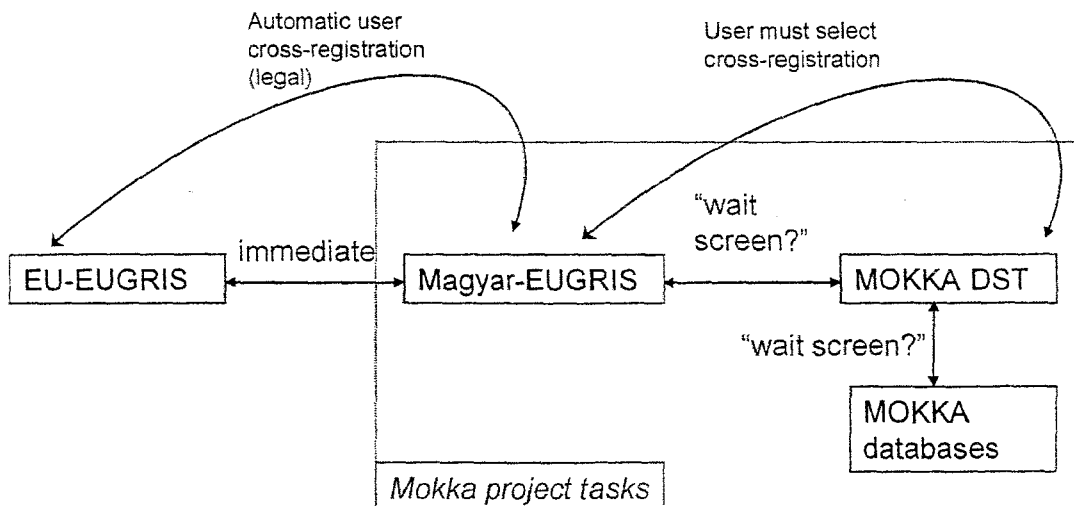 Automatic user
cross-registration
(legal)
User must select
cross-registration
"wait
screen?"
EU-EUGRIS
immediate
Magyar-EUGRIS
MOKKA DST
"wait screen?"
MOKKA
databases
Mokka project tasks